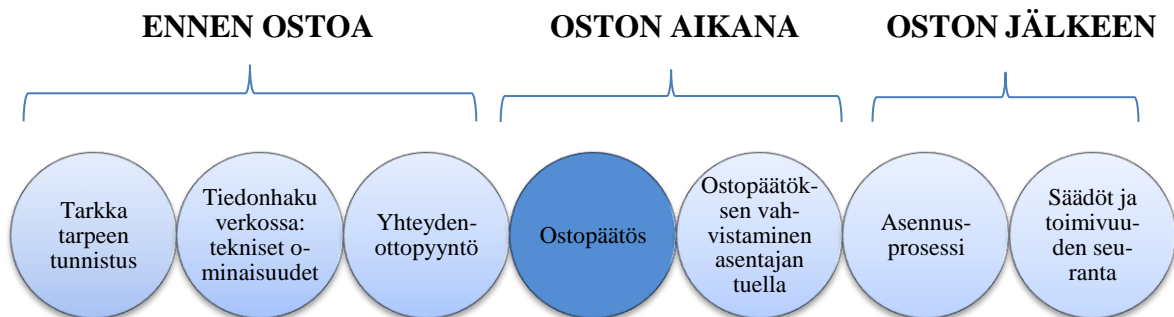 ENNEN OSTOA
OSTON AIKANA
OSTON JÄLKEEN
Tarkka
tarpeen
tunnistus
Tiedonhaku
verkossa:
tekniset o-
minaisuudet
Yhteyden-
ottopyyntö
Ostopäätös
Ostopäätök-
sen vah-
vistaminen
asentajan
tuella
Asennus-
prosessi
Säädöt ja
toimivuu-
den seu-
ranta